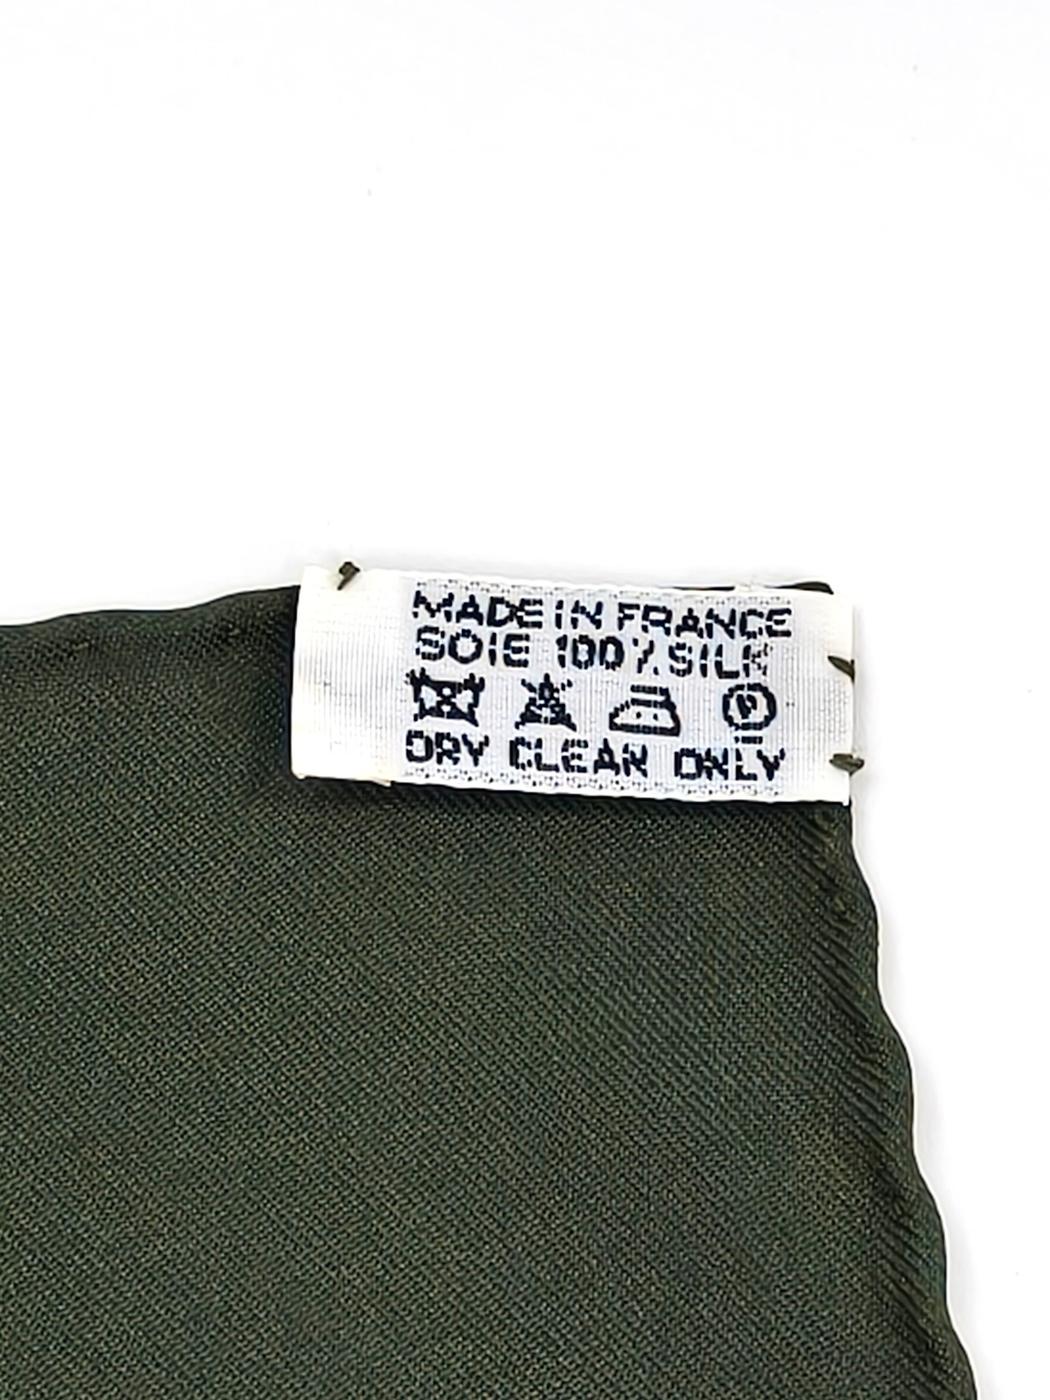 MADE IN FRANCE
SOIE 100% SILK
P
DRY CLEAN ONLY